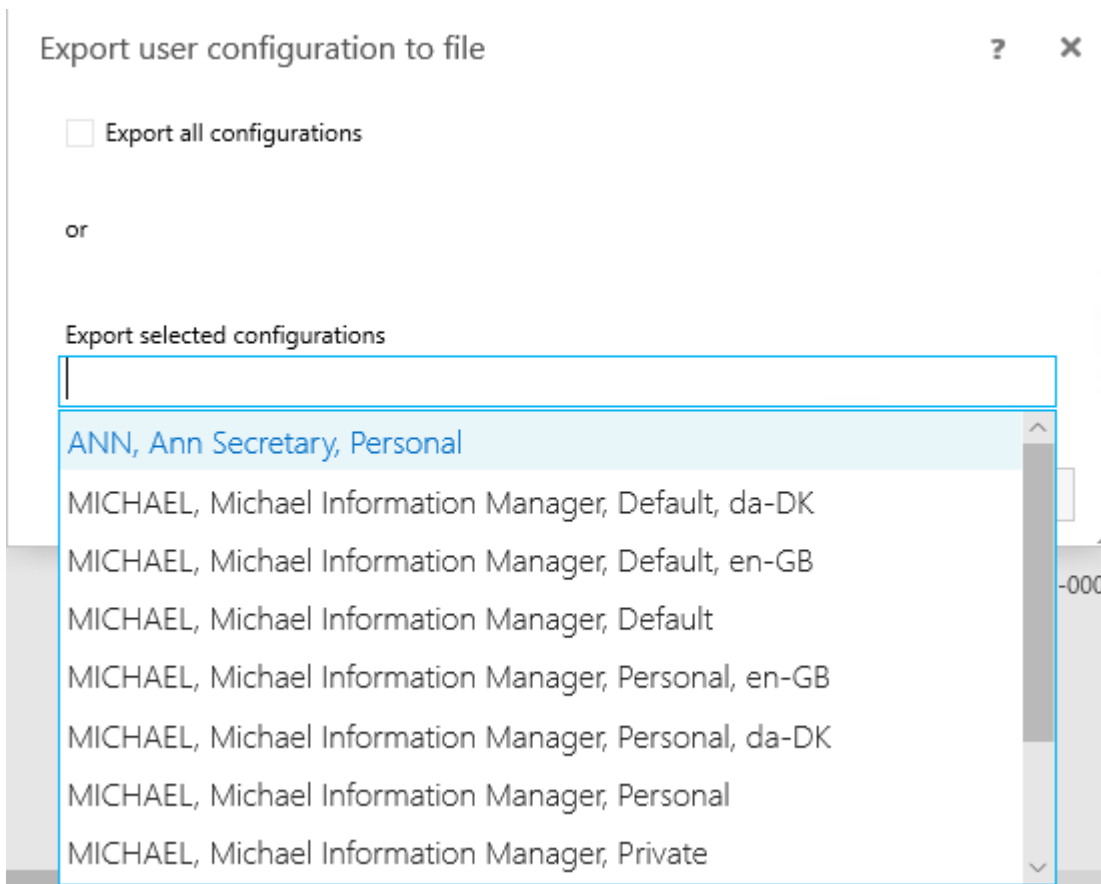 Export user configuration to file ?
Export all configurations
or
Export selected configurations
ANN, Ann Secretary, Personal
MICHAEL, Michael Information Manager, Default, da-DK
MICHAEL, Michael Information Manager, Default, en-GB
-000
MICHAEL, Michael Information Manager, Default
MICHAEL, Michael Information Manager, Personal, en-GB
MICHAEL, Michael Information Manager, Personal, da-DK
MICHAEL, Michael Information Manager, Personal
MICHAEL, Michael Information Manager, Private